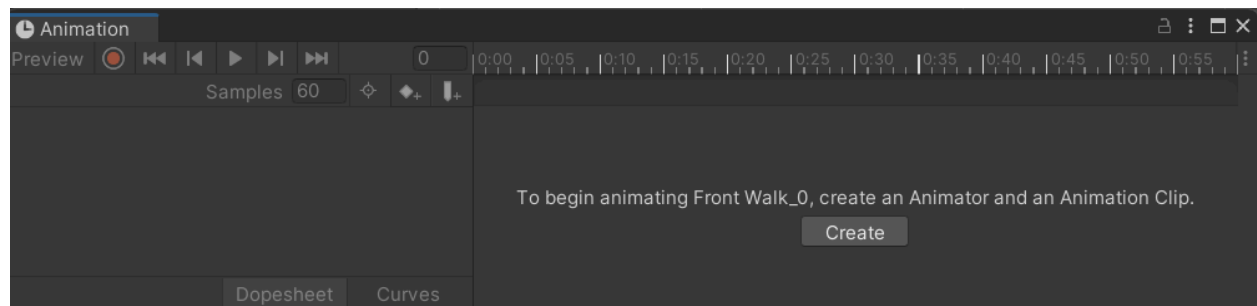 Animation
Preview 0 0:00 0:05 0:10 0:15 0:20 0:25 0:30 0:35 0:40 0:45 0:50 0:55
Samples 60
To begin animating Front Walk_0, create an Animator and an Animation Clip.
Create
Dopesheet Curves